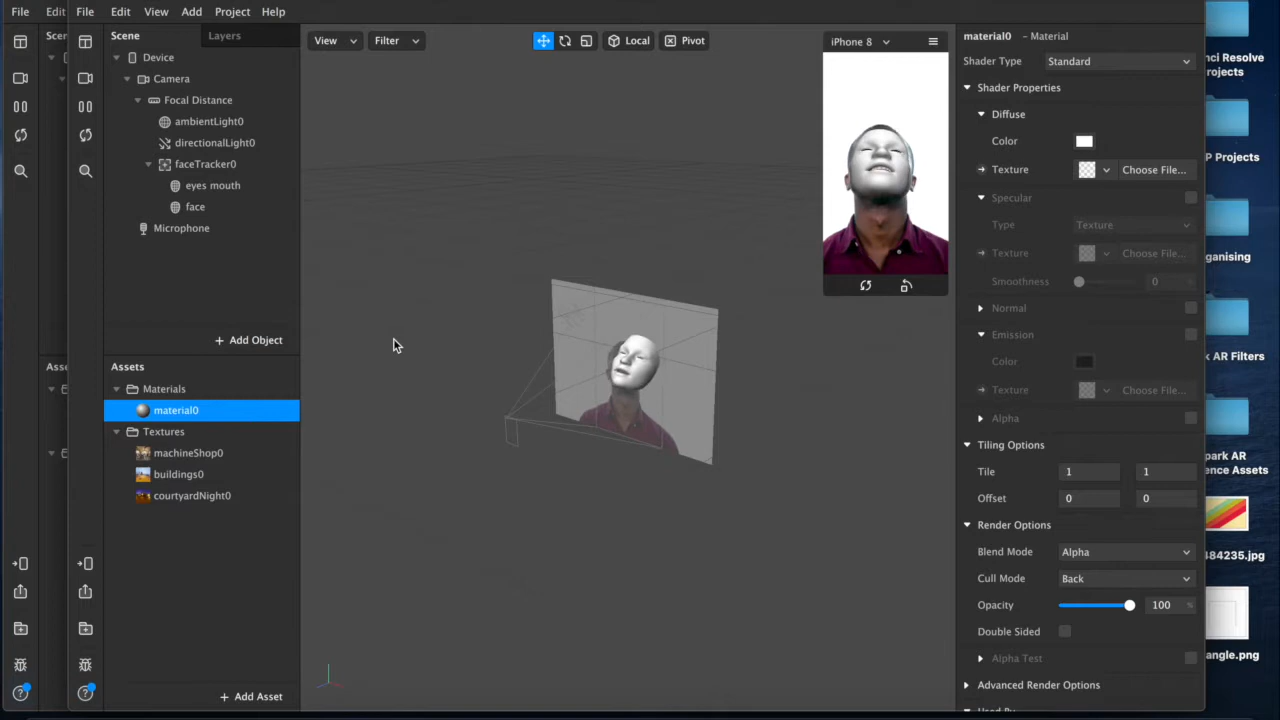 File
Edit
File
Edit
View
Add
Project
Help
Scene
Layers
Device
Camera
Focal Distance
ambientLight0
directionalLight0
faceTracker0
eyes mouth
face
Microphone
+ Add Object
Assets
Materials
material0
Textures
machineShop0
buildings0
courtyardNight0
+ Add Asset
View
Filter
Local
Pivot
iPhone 8
material0 - Material
Shader Type
Standard
Shader Properties
Diffuse
Color
Texture
Choose File...
Specular
Type
Texture
Texture
Choose File...
Smoothness
0
Normal
Emission
Color
Texture
Choose File...
Alpha
Tiling Options
Tile
1
1
Offset
0
0
Render Options
Blend Mode
Alpha
Cull Mode
Back
Opacity
100 %
Double Sided
Alpha Test
Advanced Render Options
nci Resolve
rojects
P Projects
rganising
k AR Filters
park AR
ence Assets
484235.jpg
angle.png